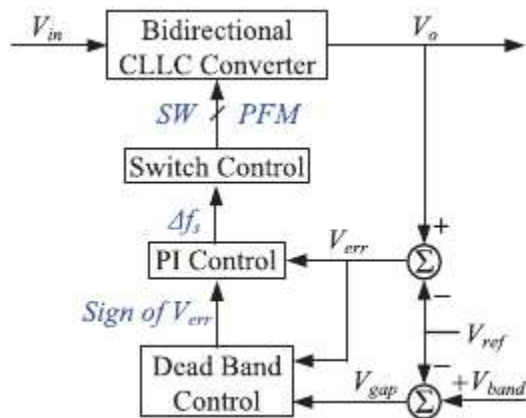 V_in
Bidirectional
CLLC Converter
V_o
SW / PFM
Switch Control
Δf_s
+
V_err
PI Control
Σ
−
Sign of V_err
V_ref
−
Dead Band
Control
V_gap
Σ
+V_band